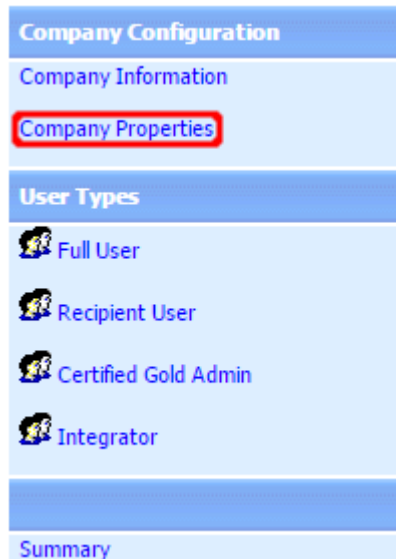 Company Configuration
Company Information
Company Properties
User Types
Full User
Recipient User
Certified Gold Admin
Integrator
Summary